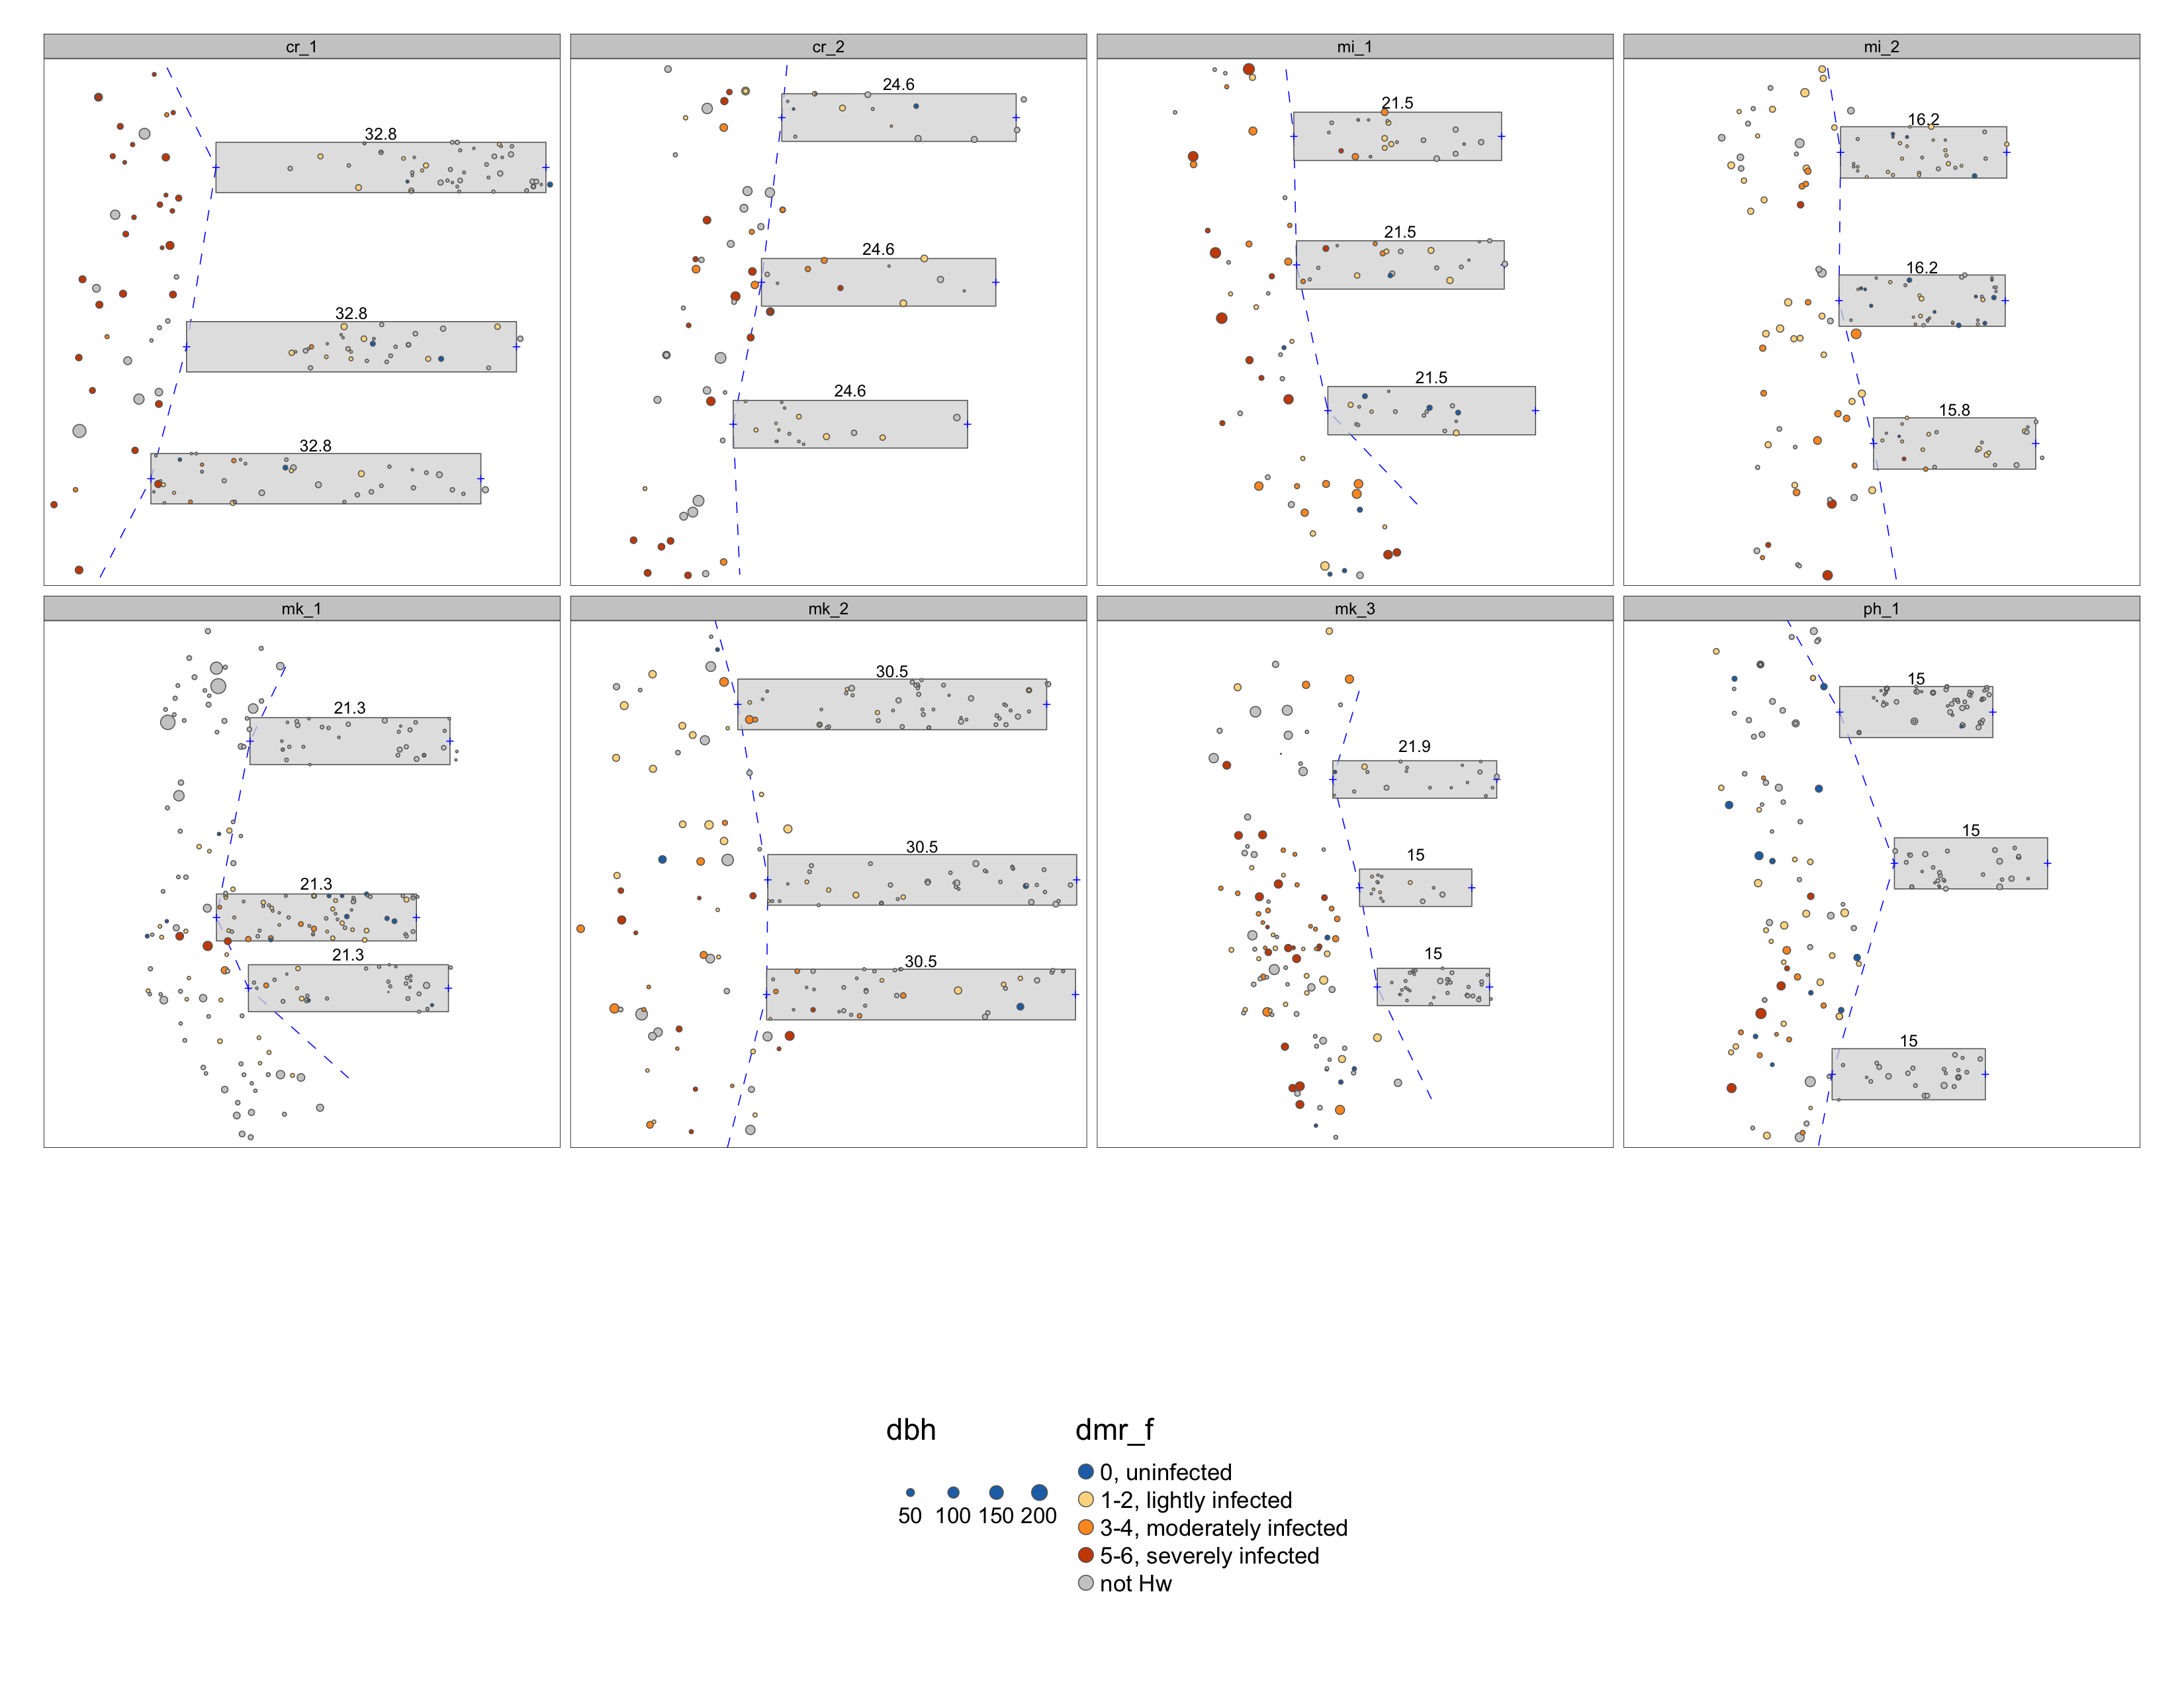 cr_1
cr_2
mi_1
mi_2
32.8
32.8
32.8
24.6
24.6
24.6
21.5
21.5
21.5
16.2
16.2
15.8
mk_1
mk_2
mk_3
ph_1
21.3
21.3
21.3
30.5
30.5
30.5
21.9
15
15
15
15
15
dbh
50 100 150 200
dmr_f
0, uninfected
1-2, lightly infected
3-4, moderately infected
5-6, severely infected
not Hw